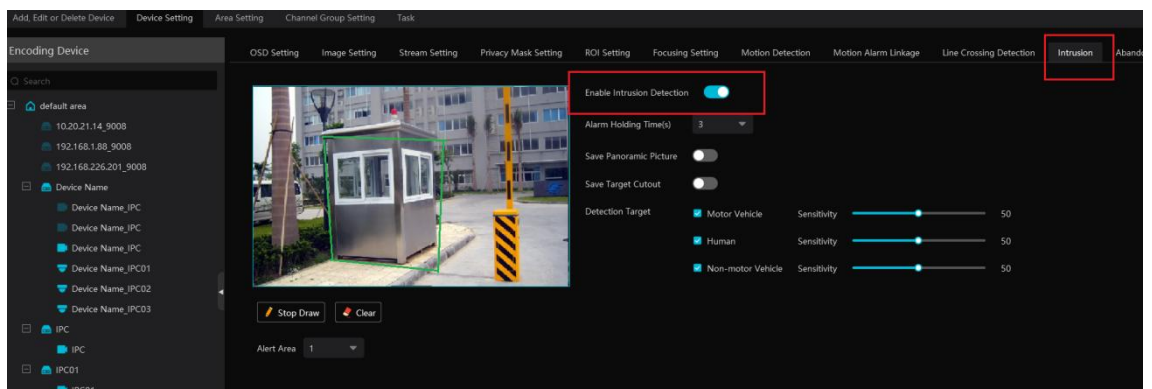 Add, Edit or Delete Device Device Setting Area Setting Channel Group Setting Task
Encoding Device
OSD Setting Image Setting Stream Setting Privacy Mask Setting ROI Setting Focusing Setting Motion Detection Motion Alarm Linkage Line Crossing Detection Intrusion Aband
Search
default area
10.20.21.14_9008
192.168.1.88_9008
192.168.226.201_9008
Device Name
Device Name_IPC
Device Name_IPC
Device Name_IPC
Device Name_IPC01
Device Name_IPC02
Device Name_IPC03
IPC
IPC
IPC01
IPC01
Enable Intrusion Detection
Alarm Holding Time(s) 3
Save Panoramic Picture
Save Target Cutout
Detection Target Motor Vehicle Sensitivity 50
Human Sensitivity 50
Non-motor Vehicle Sensitivity 50
Stop Draw Clear
Alert Area 1